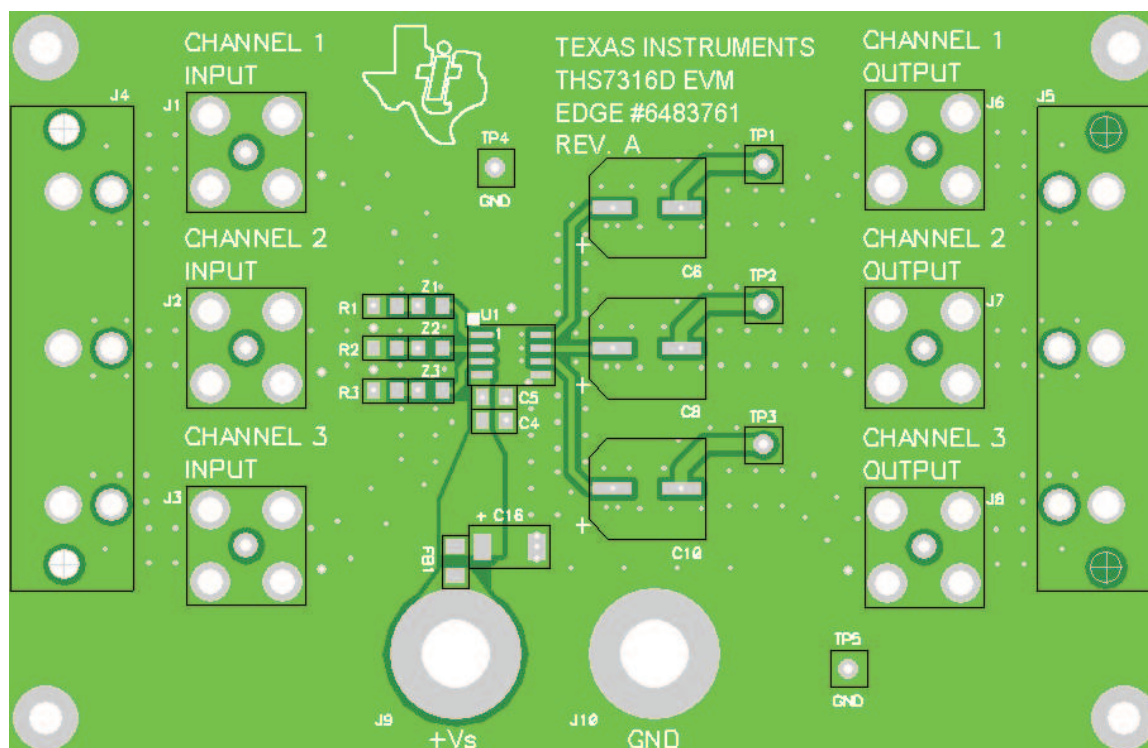 CHANNEL 1
INPUT
TEXAS INSTRUMENTS
THS7316D EVM
EDGE #6483761
REV. A
CHANNEL 1
OUTPUT
J4
J1
TP4
GND
TP1
J6
J5
C6
CHANNEL 2
INPUT
J2
CHANNEL 2
OUTPUT
J7
TP2
R1
Z1
U1
1
R2
Z2
R3
Z3
C5
C4
C8
TP3
CHANNEL 3
INPUT
J3
CHANNEL 3
OUTPUT
J8
+ C16
FB1
C10
TP5
GND
J9
+Vs
J10
GND
+
+
+